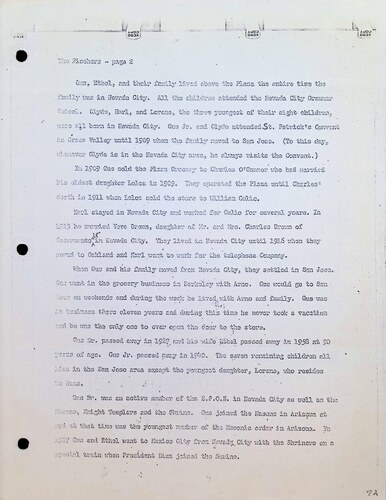 The Fischers - page 2
Gus, Ethel, and their family lived above the Plaza the entire time the
family was in Nevada City. All the children attended the Nevada City Grammar
School. Clyde, Earl, and Lorene, the three youngest of their eight children,
were all born in Nevada City. Gus Jr. and Clyde attended St. Patrick's Convent
in Grass Valley until 1909 when the family moved to San Jose. (To this day,
whenever Clyde is in the Nevada City area, he always visits the Convent.)
In 1909 Gus sold the Plaza Grocery to Charles O'Connor who had married
his oldest daughter in 1909. They operated the Plaza until Charles'
death in 1911 when sold the store to William
Earl stayed in Nevada City and worked for for several years. In
1913 he married Vere Brown, daughter of Mr. and Mrs. Charles Brown of
Sacramento in Nevada City. They lived in Nevada City until 1926 when they
moved to Oakland and Earl went to work for the telephone Company.
When Gus and his family moved from Nevada City, they settled in San Jose.
Gus went in the grocery business in Berkeley with Arno. Gus would go to San
Jose on weekends and during the week he lived with Arno and family. Gus was
in business there eleven years and during this time he never took a vacation
and he was the only one to ever open the door to the store.
Gus Sr. passed away in 1927 and his wife Ethel passed away in 1958 at 90
years of age. Gus Jr. passed away in 1960. The seven remaining children all
live in the San Jose area except the youngest daughter, Lorene, who resides
in
Gus Sr. was an active member of the B.P.O.E. in Nevada City as well as the
Masons, Knight Templers and the Shrine. Gus joined the Masons in Arizona and
at that time was the youngest member of the Masonic order in Arizona. In
1907 Gus and Ethel went to Mexico City from Nevada City with the Shriners on a
special train when President Diaz joined the Shrine.
72